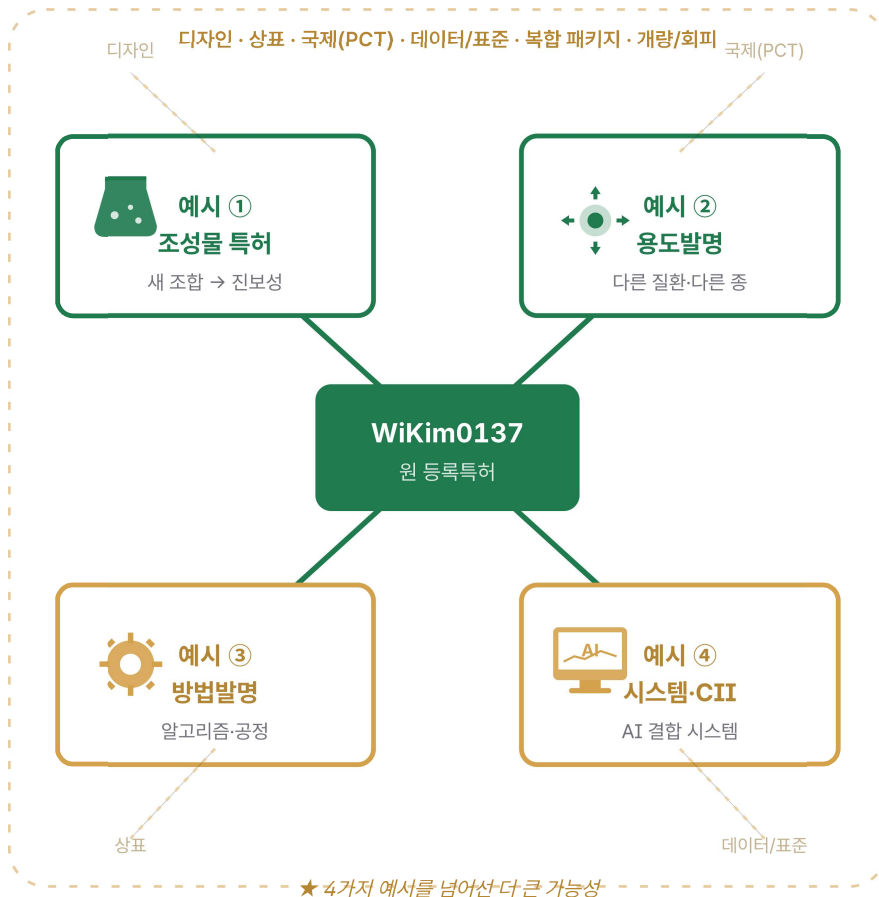 디자인 · 상표 · 국제(PCT) · 데이터/표준 · 복합 패키지 · 개량/회피
디자인
국제(PCT)
예시 ①
조성물 특허
새 조합 → 진보성
예시 ②
용도발명
다른 질환·다른 종
WiKim0137
원 등록특허
예시 ③
방법발명
알고리즘·공정
AI
예시 ④
시스템·CII
AI 결합 시스템
상표
데이터/표준
★ 4가지 예서를 넘어선 더 큰 가능성